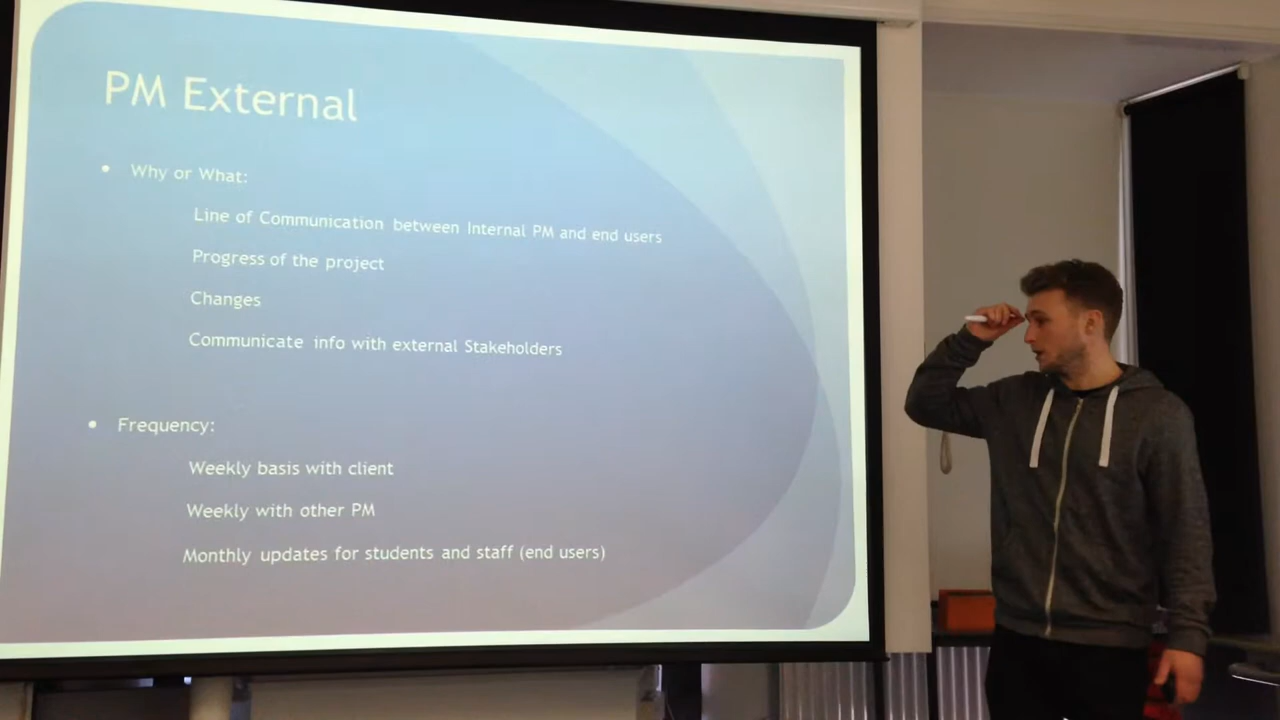 PM External
• Why or What:
Line of Communication between Internal PM and end users
Progress of the project
Changes
Communicate info with external Stakeholders
• Frequency:
Weekly basis with client
Weekly with other PM
Monthly updates for students and staff (end users)